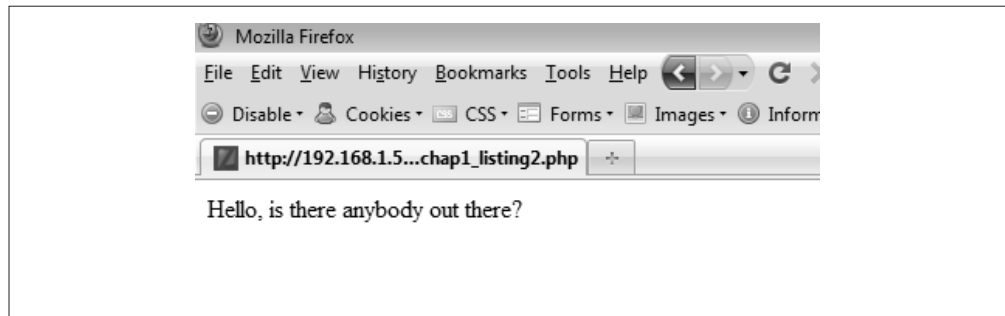 Mozilla Firefox
File Edit View History Bookmarks Tools Help
Disable Cookies CSS Forms Images Inform
http://192.168.1.5...chap1_listing2.php
Hello, is there anybody out there?